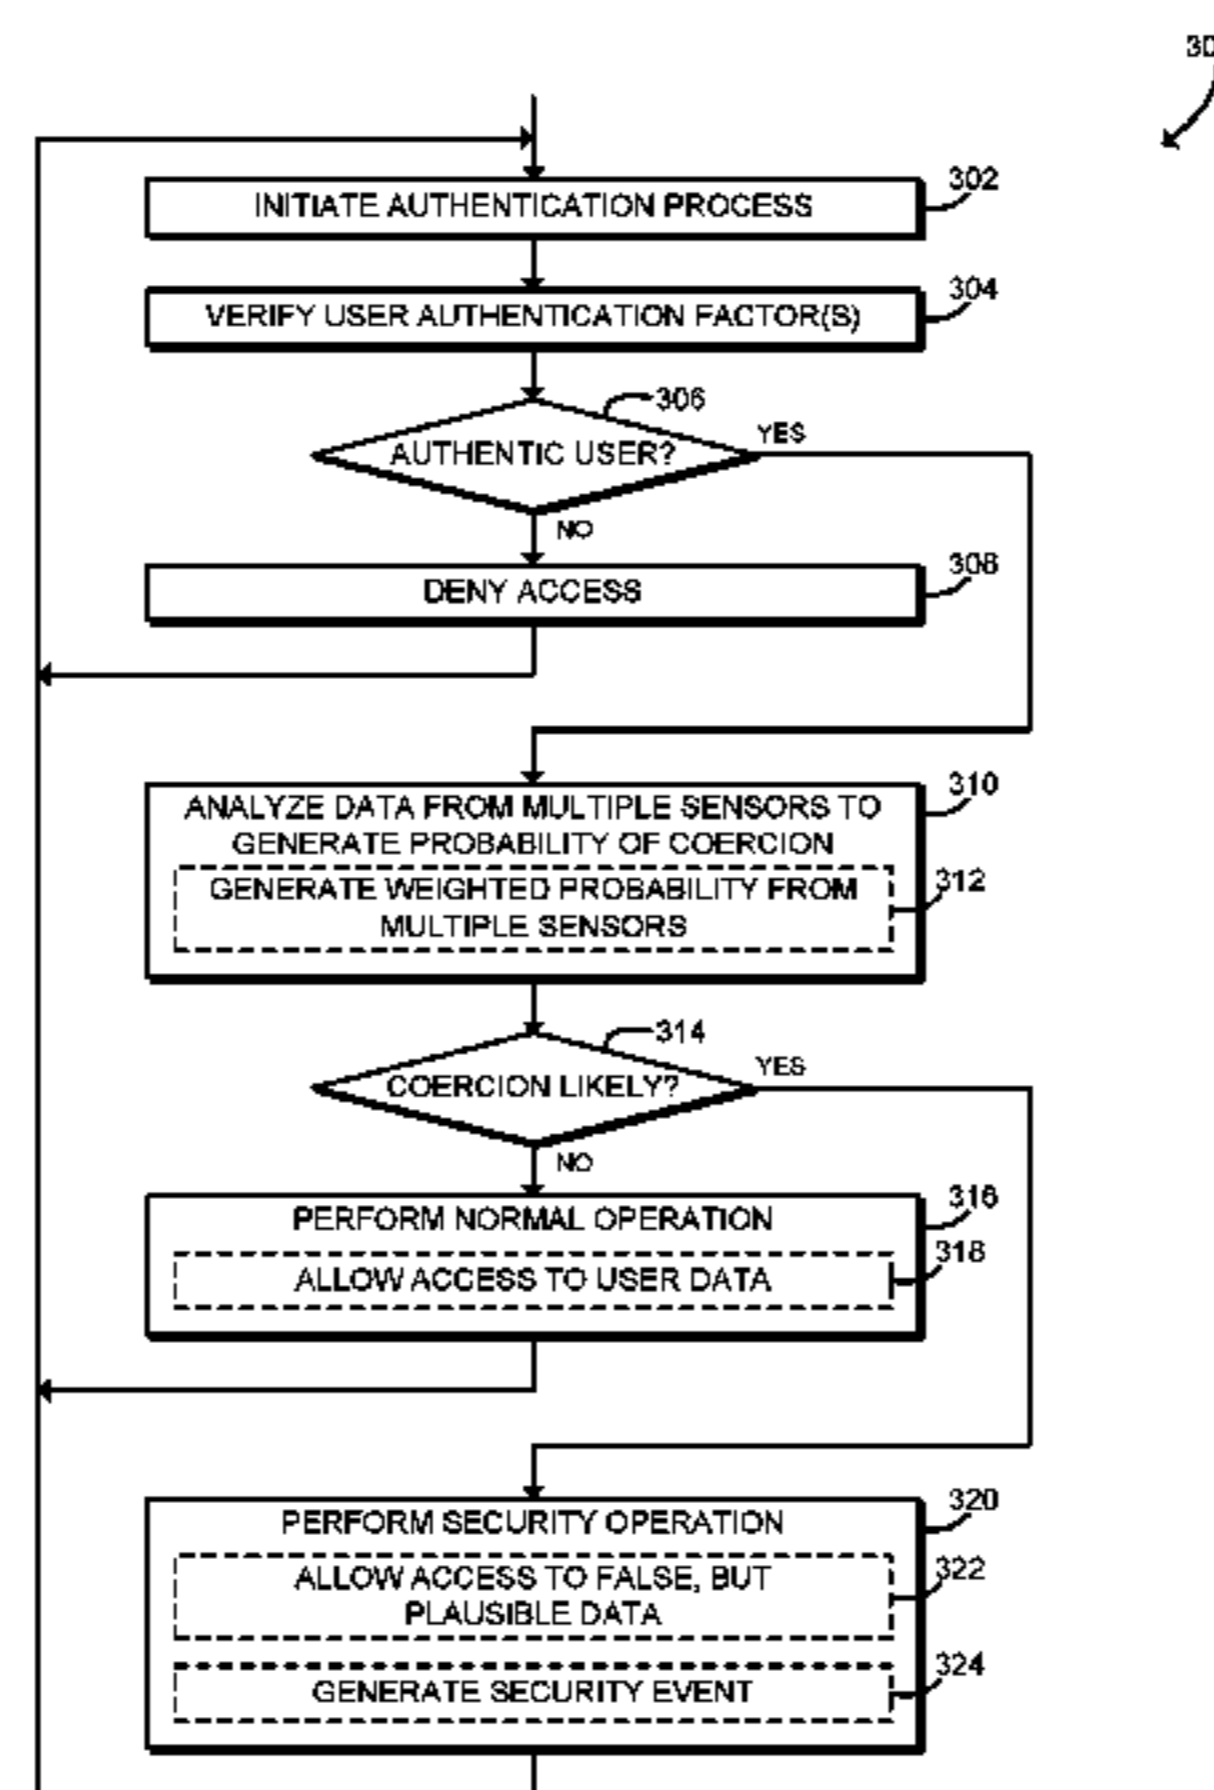 30
INITIATE AUTHENTICATION PROCESS
302
VERIFY USER AUTHENTICATION FACTOR(S)
304
306
AUTHENTIC USER?
YES
NO
DENY ACCESS
308
ANALYZE DATA FROM MULTIPLE SENSORS TO
GENERATE PROBABILITY OF COERCION
310
GENERATE WEIGHTED PROBABILITY FROM
MULTIPLE SENSORS
312
314
COERCION LIKELY?
YES
NO
PERFORM NORMAL OPERATION
316
ALLOW ACCESS TO USER DATA
318
PERFORM SECURITY OPERATION
320
ALLOW ACCESS TO FALSE, BUT
PLAUSIBLE DATA
322
GENERATE SECURITY EVENT
324